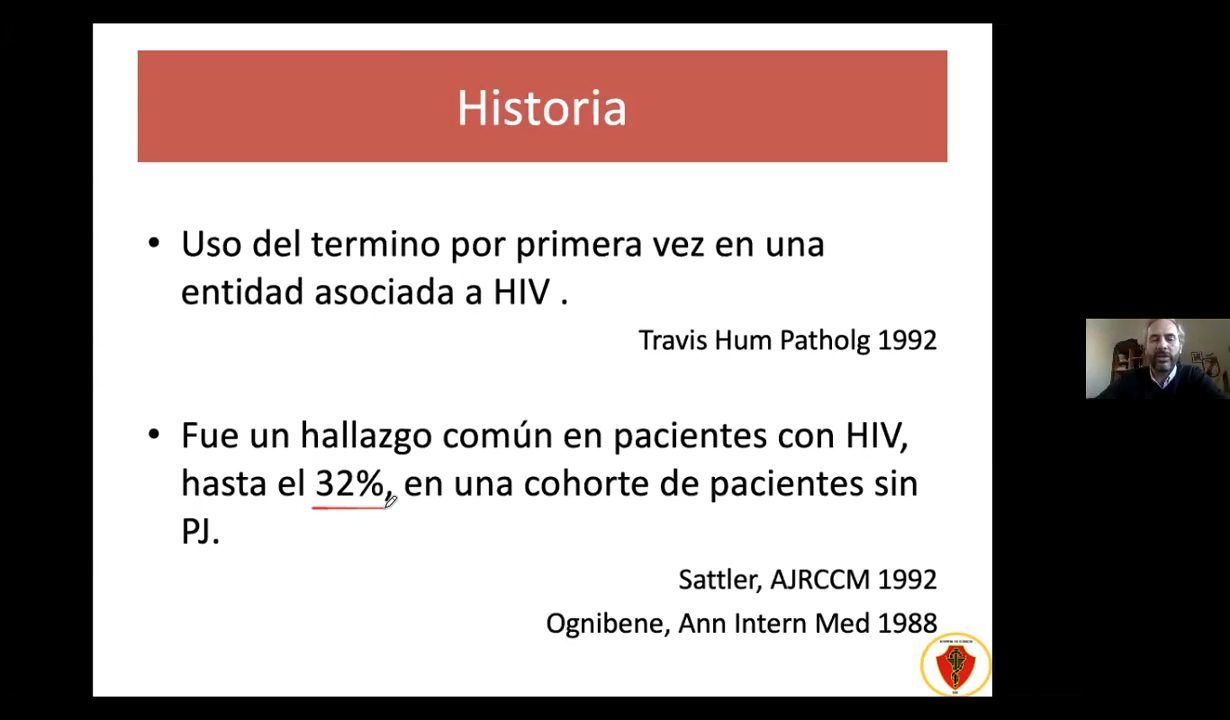 Historia
• Uso del termino por primera vez en una
entidad asociada a HIV .
Travis Hum Patholg 1992
• Fue un hallazgo común en pacientes con HIV,
hasta el 32%, en una cohorte de pacientes sin
PJ.
Sattler, AJRCCM 1992
Ognibene, Ann Intern Med 1988